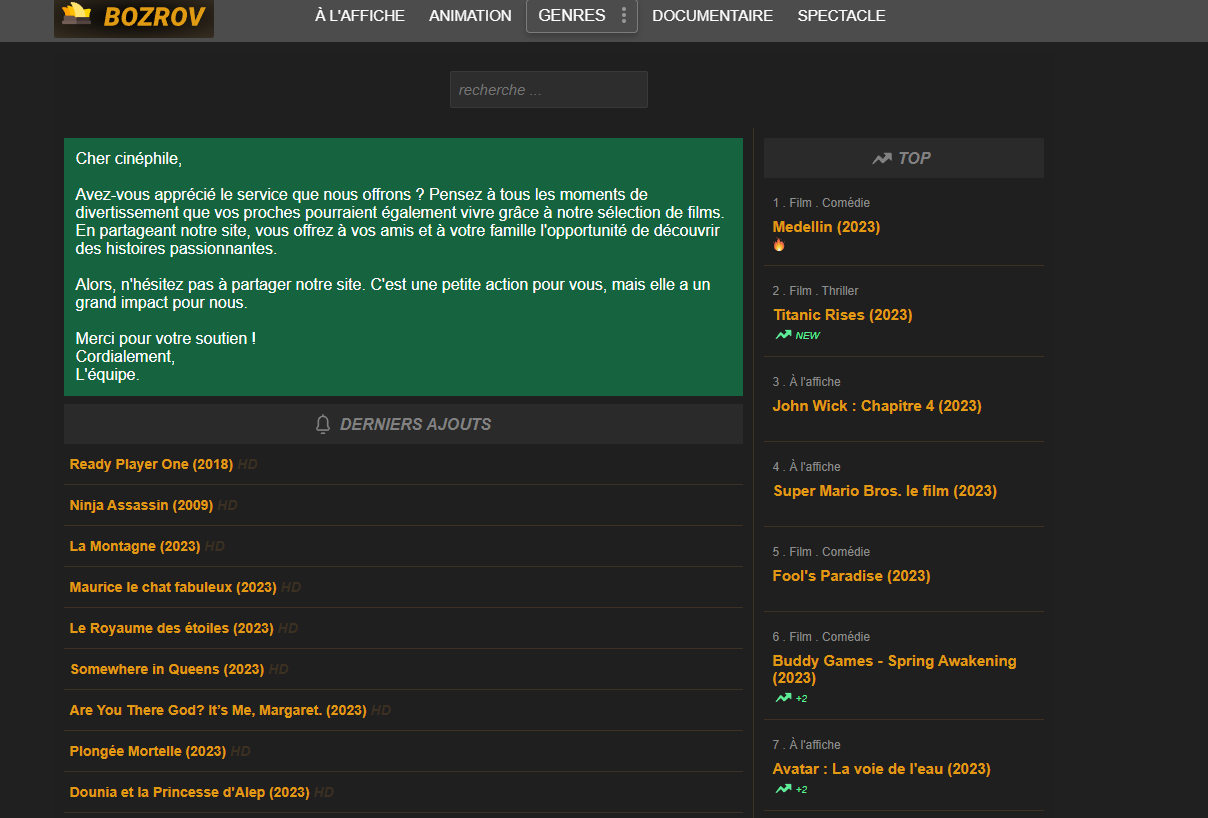 BOZROV
À L'AFFICHE ANIMATION GENRES DOCUMENTAIRE SPECTACLE
recherche ...
Cher cinéphile,
Avez-vous apprécié le service que nous offrons ? Pensez à tous les moments de
divertissement que vos proches pourraient également vivre grâce à notre sélection de films.
En partageant notre site, vous offrez à vos amis et à votre famille l'opportunité de découvrir
des histoires passionnantes.
Alors, n'hésitez pas à partager notre site. C'est une petite action pour vous, mais elle a un
grand impact pour nous.
Merci pour votre soutien !
Cordialement,
L'équipe.
DERNIERS AJOUTS
Ready Player One (2018) HD
Ninja Assassin (2009) HD
La Montagne (2023) HD
Maurice le chat fabuleux (2023) HD
Le Royaume des étoiles (2023) HD
Somewhere in Queens (2023) HD
Are You There God? It’s Me, Margaret. (2023) HD
Plongée Mortelle (2023) HD
Dounia et la Princesse d'Alep (2023) HD
TOP
1 . Film . Comédie
Medellin (2023)
2 . Film . Thriller
Titanic Rises (2023)
NEW
3 . À l'affiche
John Wick : Chapitre 4 (2023)
4 . À l'affiche
Super Mario Bros. le film (2023)
5 . Film . Comédie
Fool's Paradise (2023)
6 . Film . Comédie
Buddy Games - Spring Awakening
(2023)
+2
7 . À l'affiche
Avatar : La voie de l'eau (2023)
+2